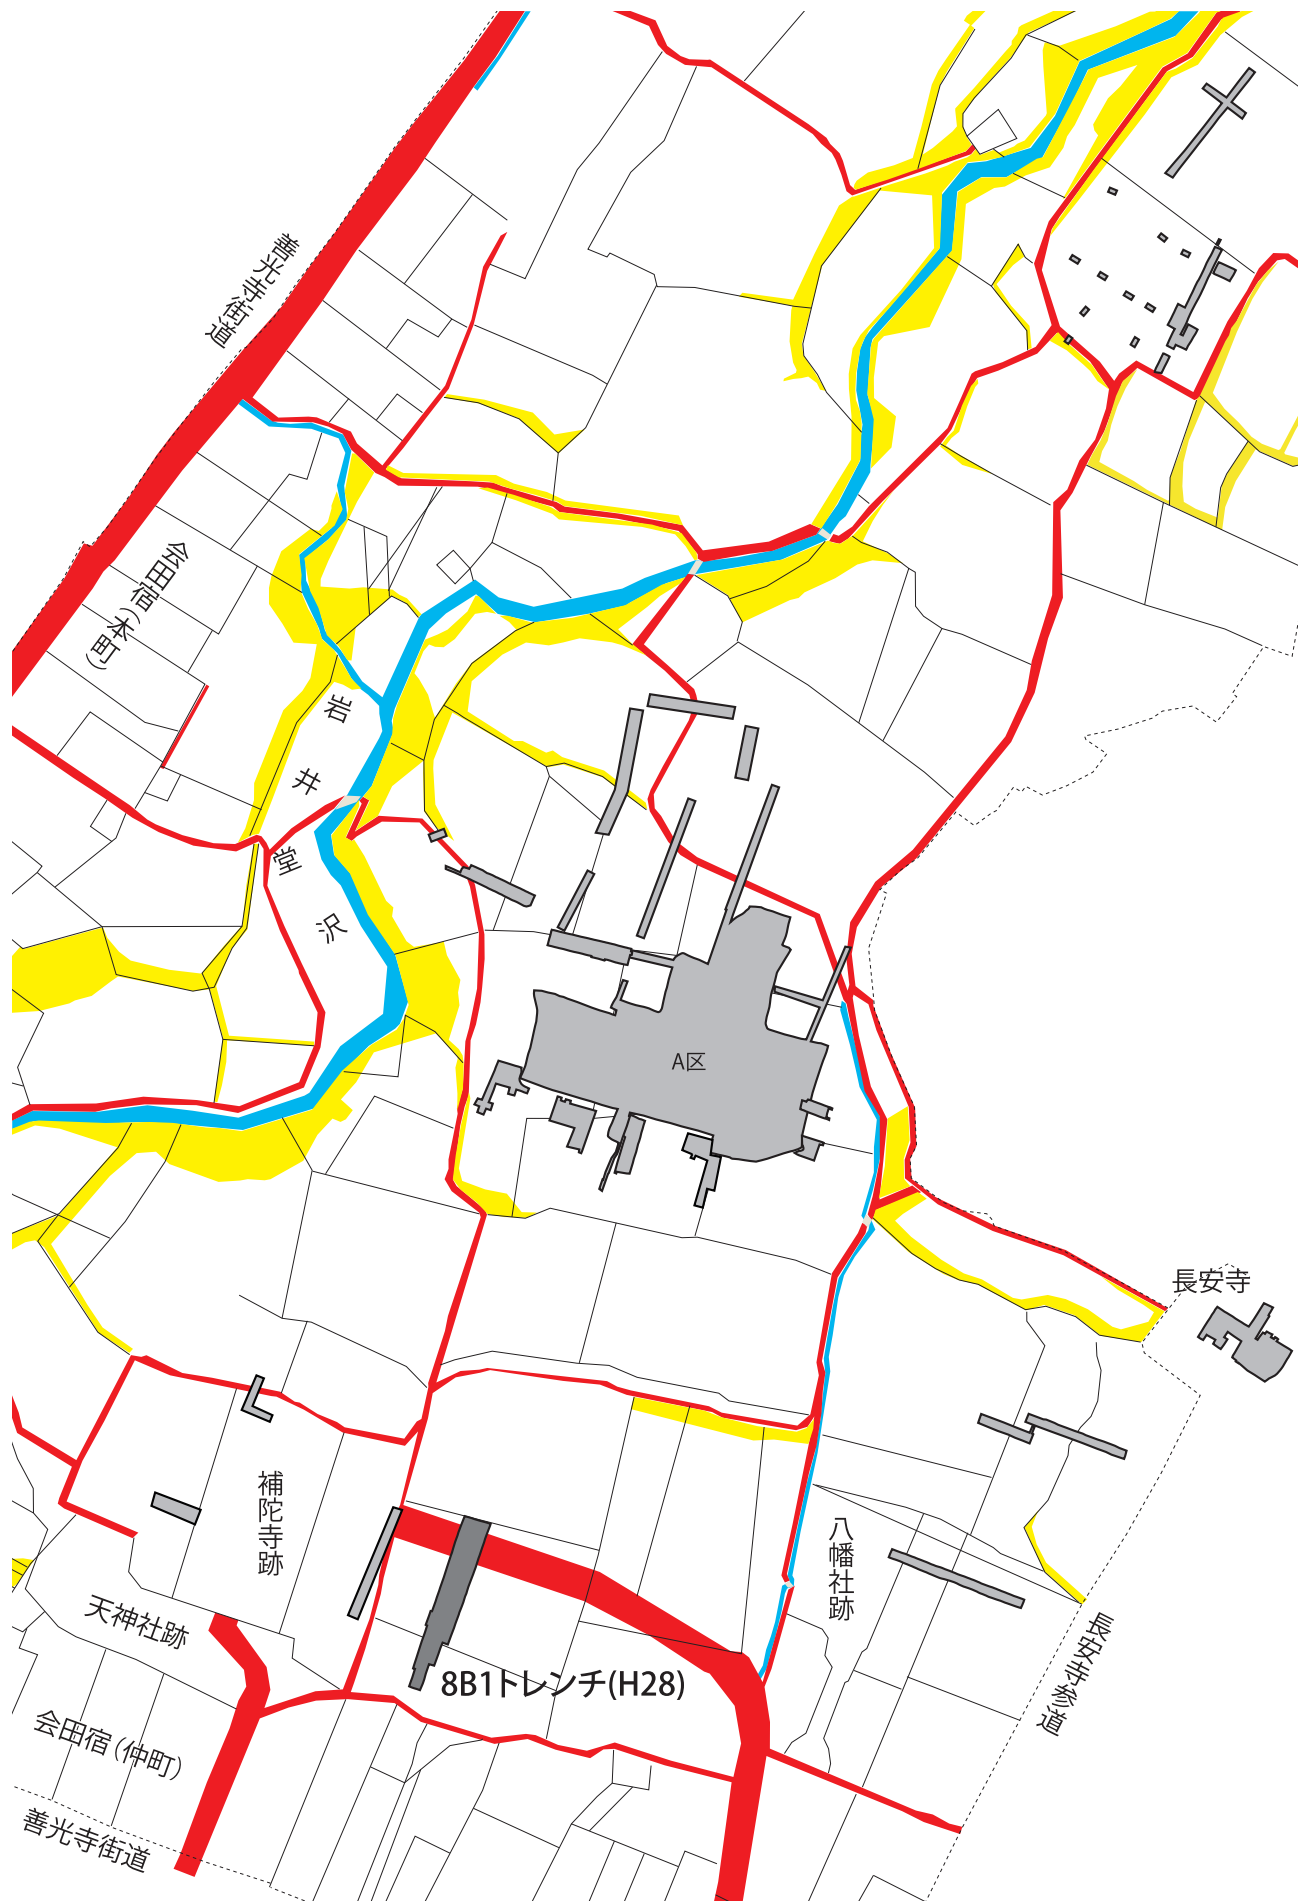 善光寺街道
会田宿(本町)
岩井堂沢
A区
長安寺
補陀寺跡
八幡社跡
天神社跡
長安寺参道
8B1トレンチ(H28)
会田宿(仲町)
善光寺街道